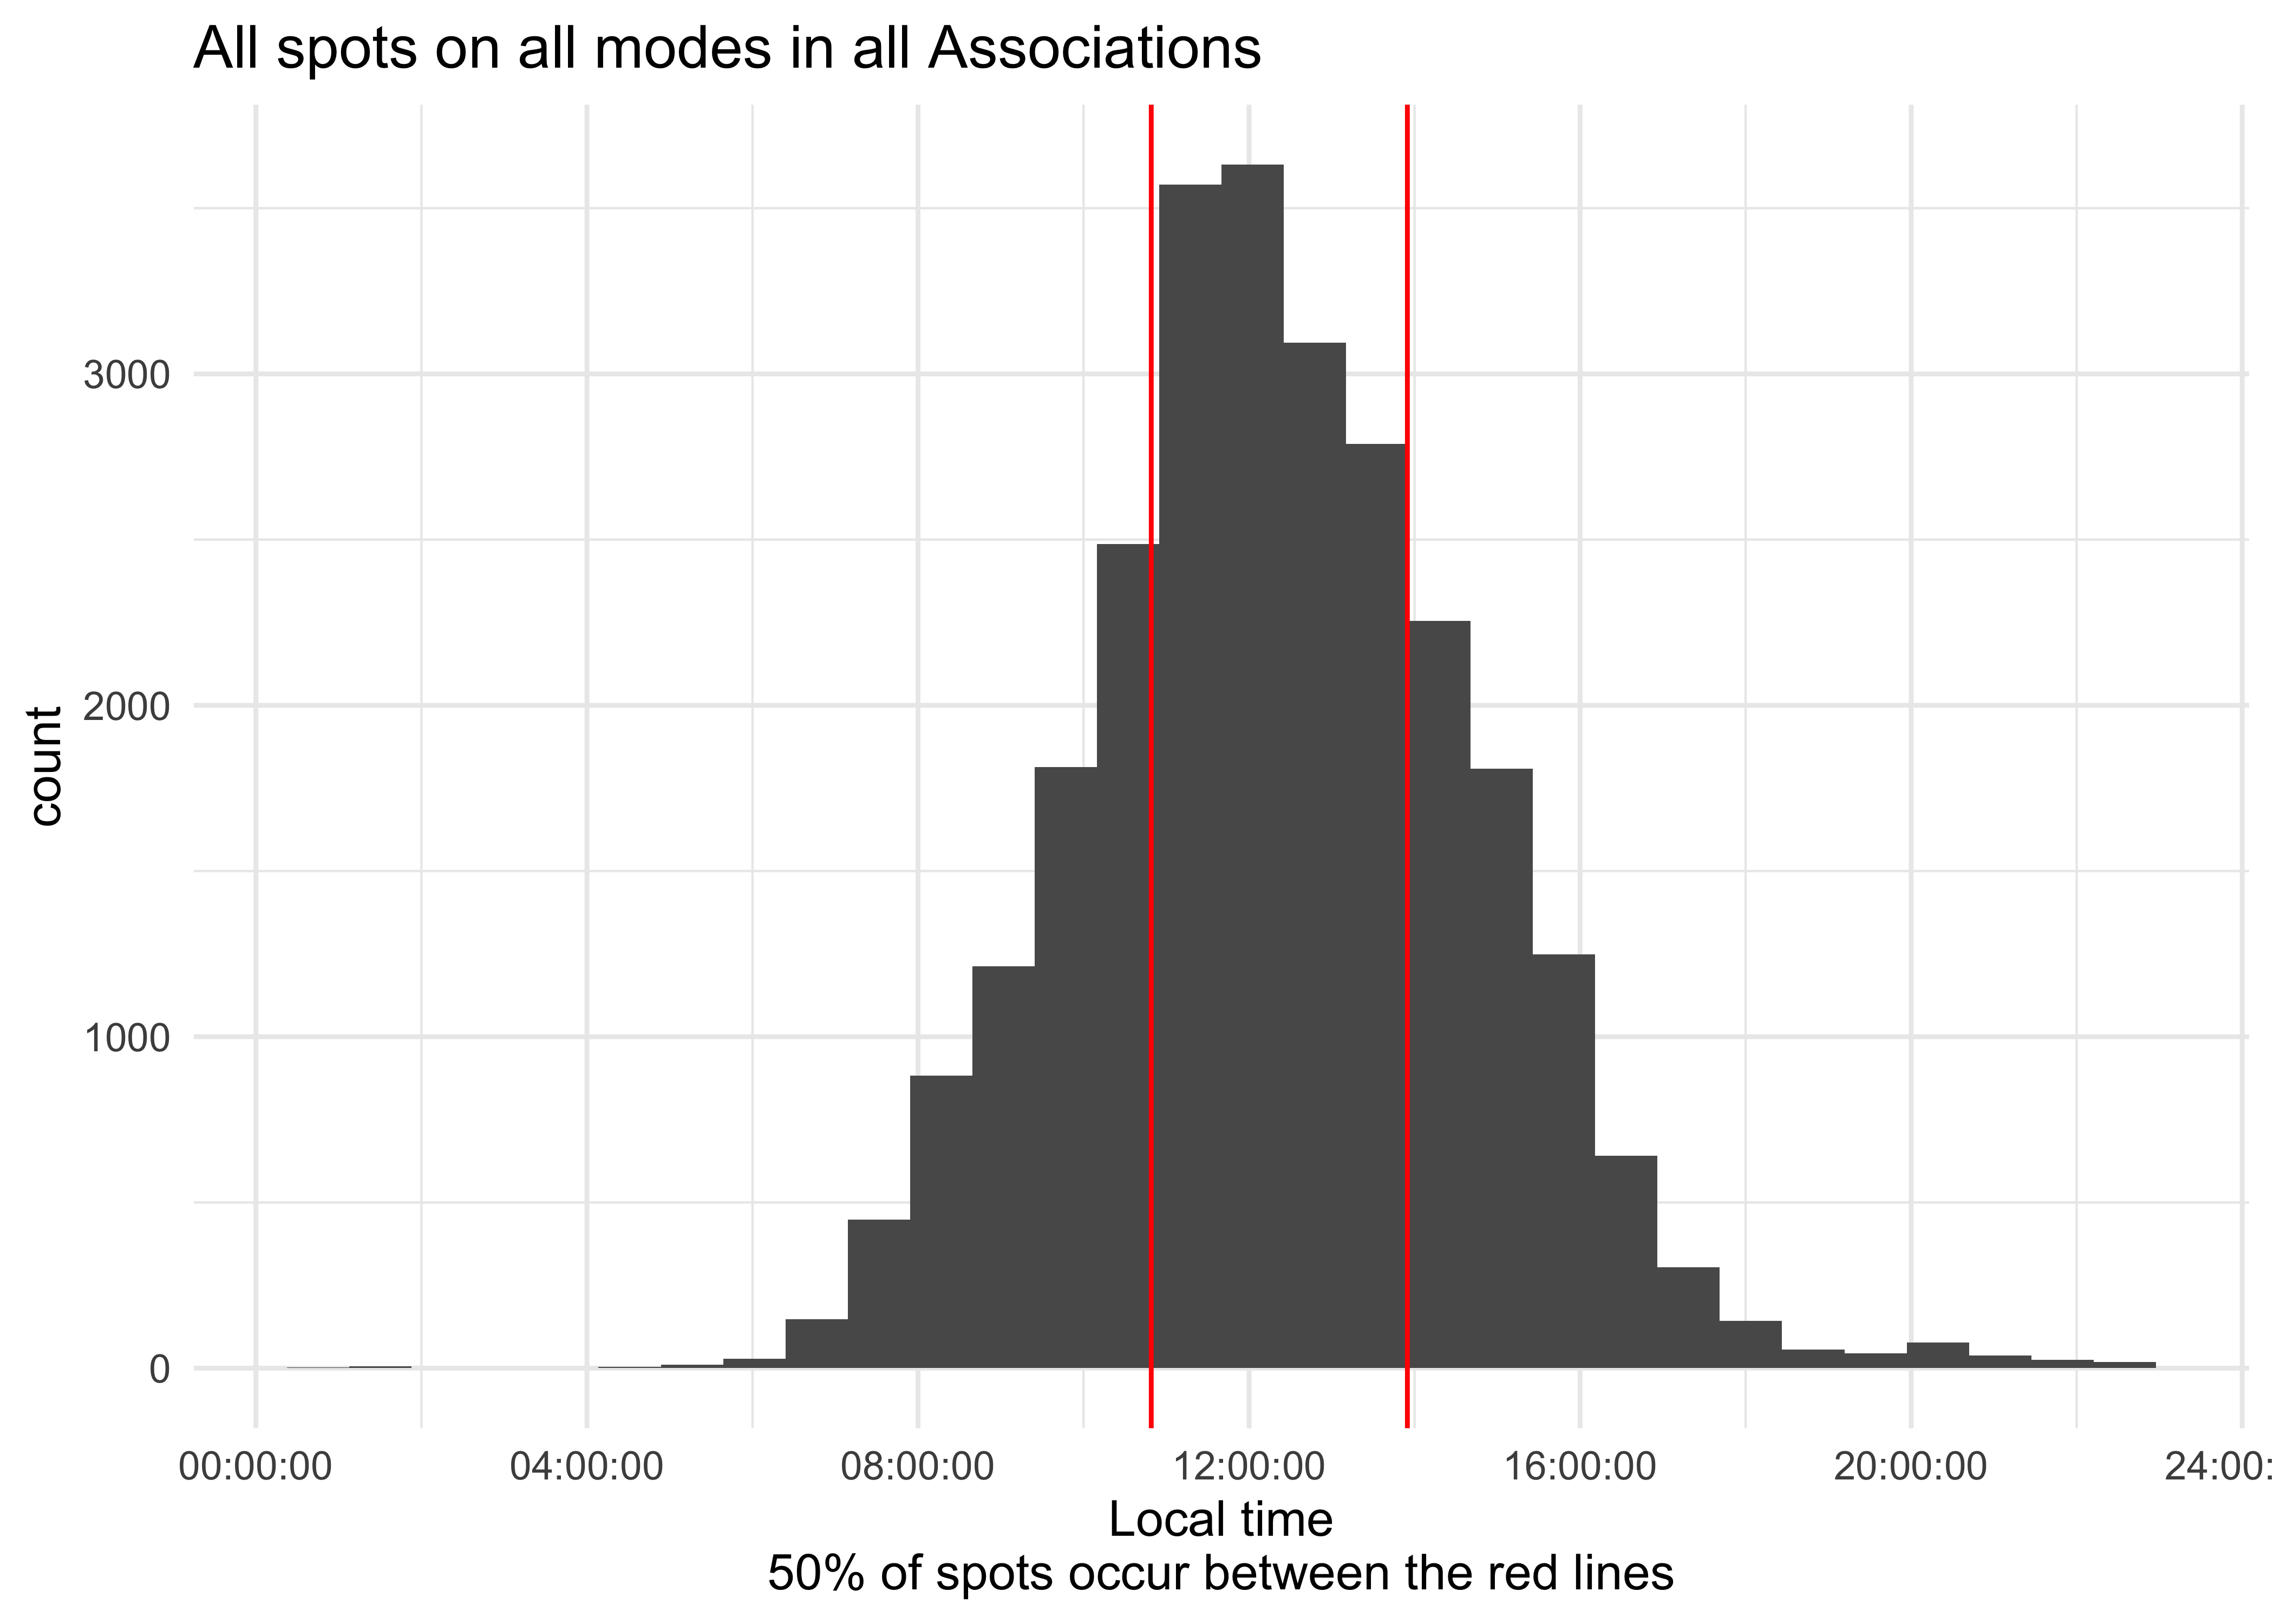 All spots on all modes in all Associations
count
3000
2000
1000
0
00:00:00 04:00:00 08:00:00 12:00:00 16:00:00 20:00:00 24:00:
Local time
50% of spots occur between the red lines